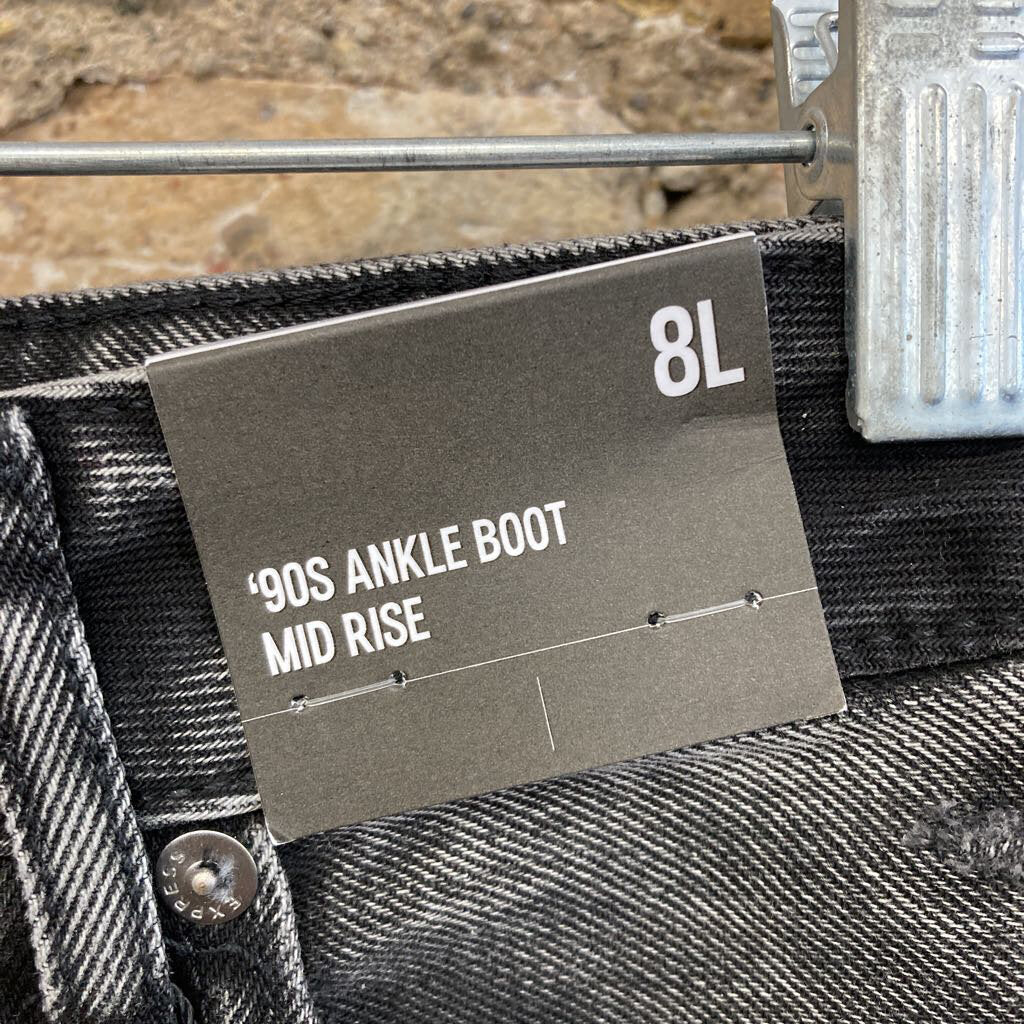 8L
‘90S ANKLE BOOT
MID RISE
EXPRESS